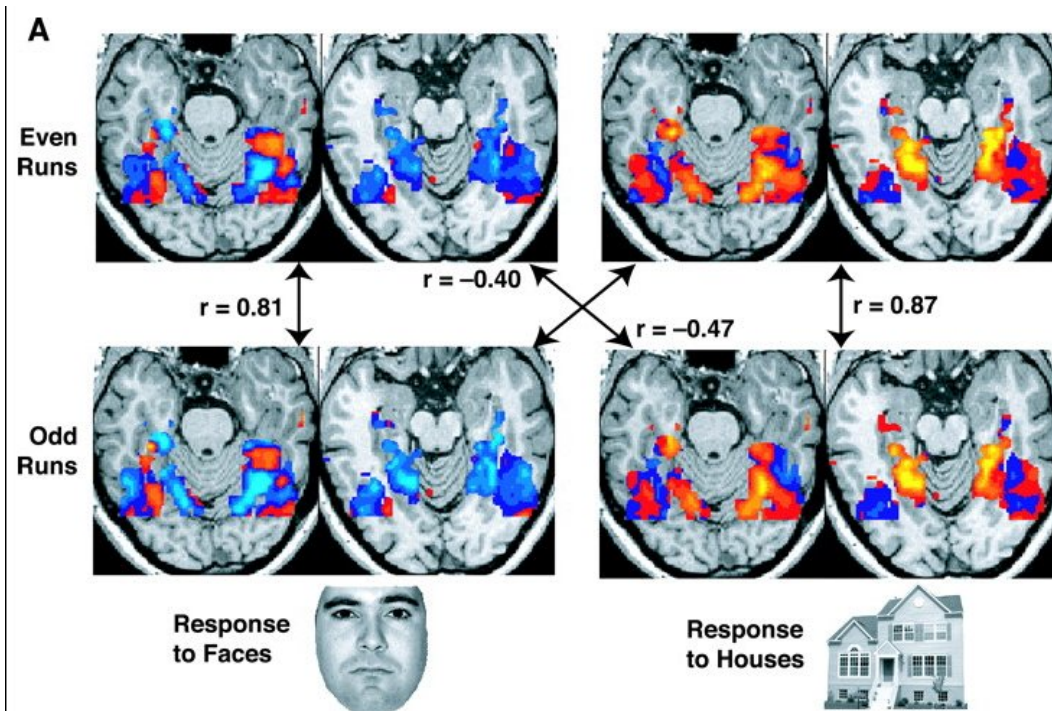 A
Even
Runs
r = 0.81
r = –0.40
r = –0.47
r = 0.87
Odd
Runs
Response
to Faces
Response
to Houses